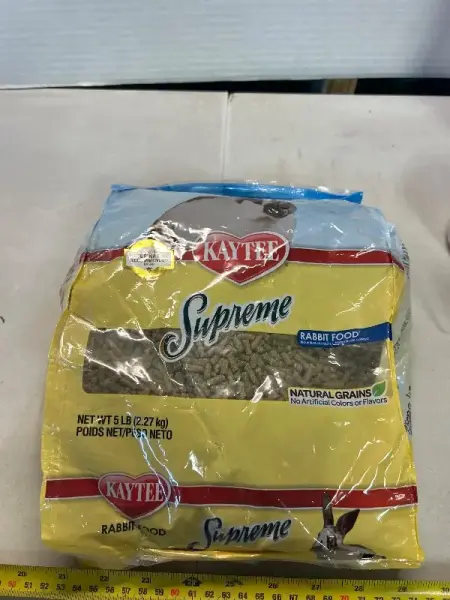 KAYTEE
Supreme
RABBIT FOOD
NATURAL GRAINS
No Artificial Colors or Flavors
NET WT 5 LB (2.27 kg)
POIDS NET/PESO NETO
KAYTEE
RABBIT FOOD
Supreme